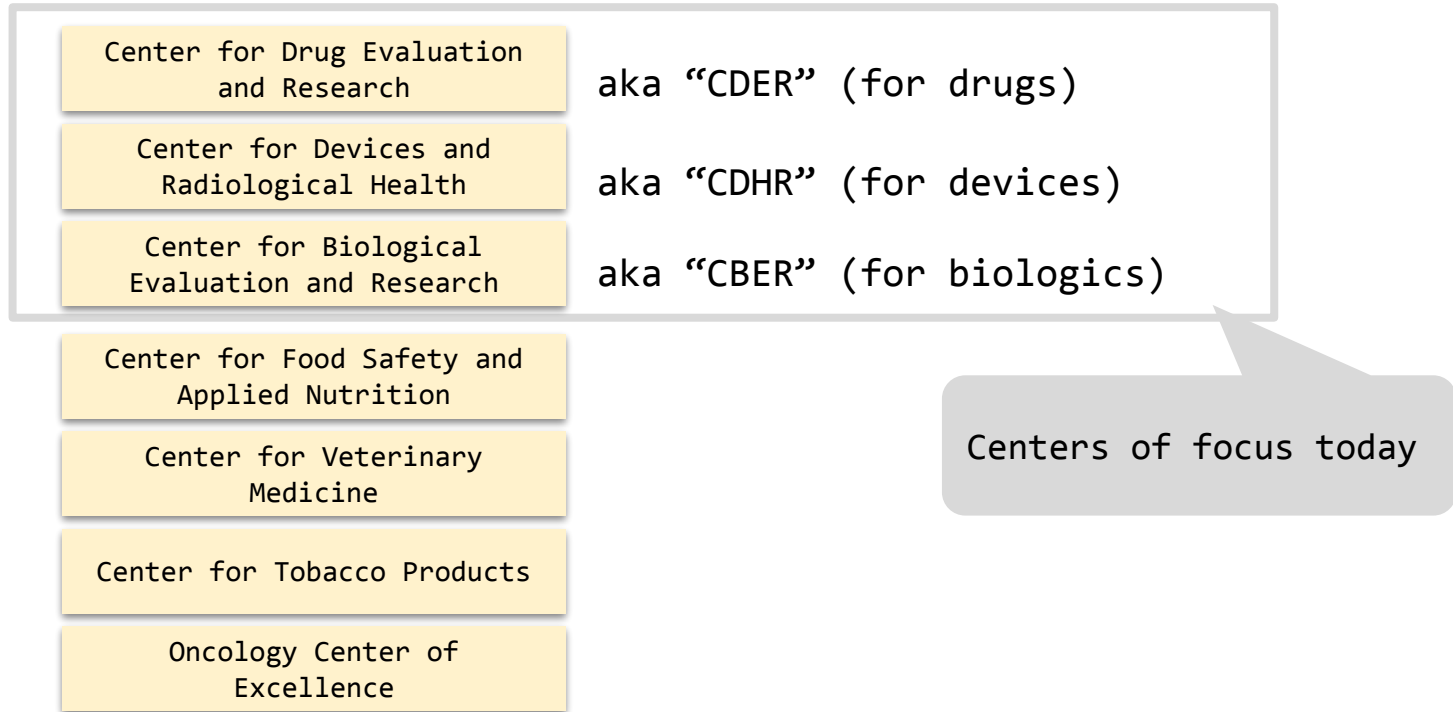 Center for Drug Evaluation
and Research
aka “CDER” (for drugs)
Center for Devices and
Radiological Health
aka “CDHR” (for devices)
Center for Biological
Evaluation and Research
aka “CBER” (for biologics)
Center for Food Safety and
Applied Nutrition
Center for Veterinary
Medicine
Center for Tobacco Products
Oncology Center of
Excellence
Centers of focus today